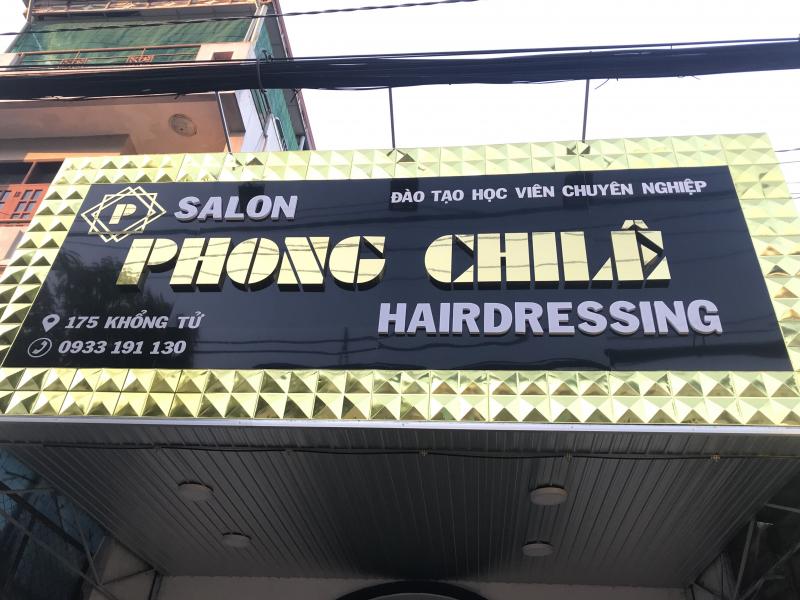 P
SALON
ĐÀO TẠO HỌC VIÊN CHUYÊN NGHIỆP
PHONG CHILÊ
HAIRDRESSING
175 KHỔNG TỬ
0933 191 130